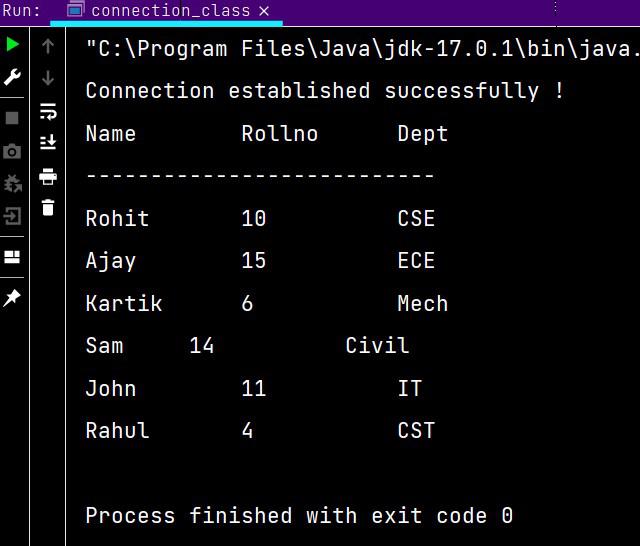 Run: connection_class ×
"C:\Program Files\Java\jdk-17.0.1\bin\java.
Connection established successfully !
Name Rollno Dept
---------------------------
Rohit 10 CSE
Ajay 15 ECE
Kartik 6 Mech
Sam 14 Civil
John 11 IT
Rahul 4 CST
Process finished with exit code 0